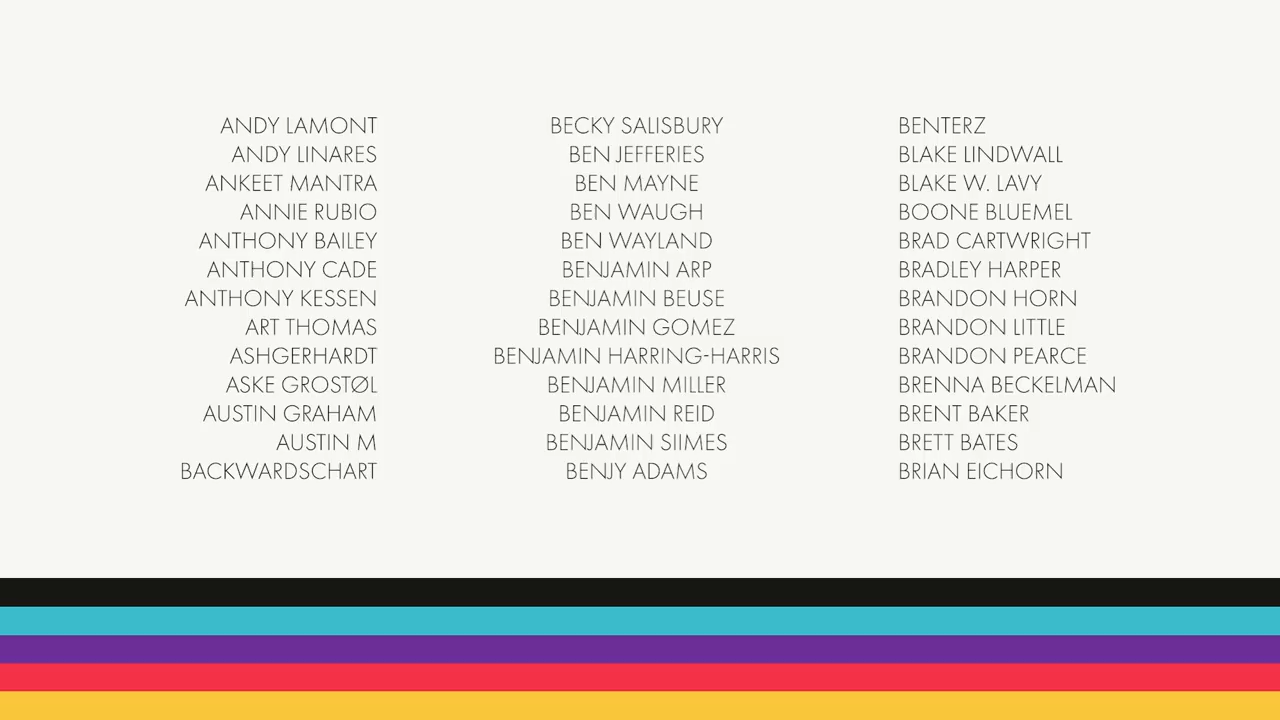 ANDY LAMONT
ANDY LINARES
ANKEET MANTRA
ANNIE RUBIO
ANTHONY BAILEY
ANTHONY CADE
ANTHONY KESSEN
ART THOMAS
ASHGERHARDT
ASKE GROSTØL
AUSTIN GRAHAM
AUSTIN M
BACKWARDSCHART
BECKY SALISBURY
BEN JEFFERIES
BEN MAYNE
BEN WAUGH
BEN WAYLAND
BENJAMIN ARP
BENJAMIN BEUSE
BENJAMIN GOMEZ
BENJAMIN HARRING-HARRIS
BENJAMIN MILLER
BENJAMIN REID
BENJAMIN SIIMES
BENJY ADAMS
BENTERZ
BLAKE LINDWALL
BLAKE W. LAVY
BOONE BLUEMEL
BRAD CARTWRIGHT
BRADLEY HARPER
BRANDON HORN
BRANDON LITTLE
BRANDON PEARCE
BRENNA BECKELMAN
BRENT BAKER
BRETT BATES
BRIAN EICHORN